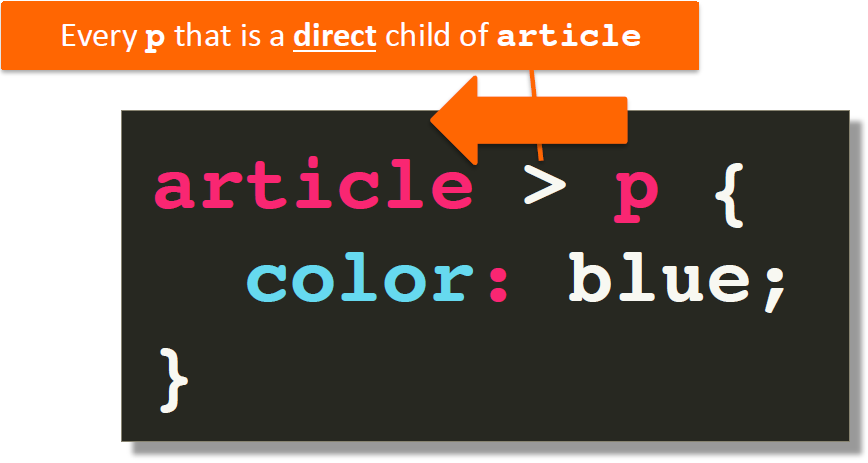 Every p that is a direct child of article
article > p {
color: blue;
}